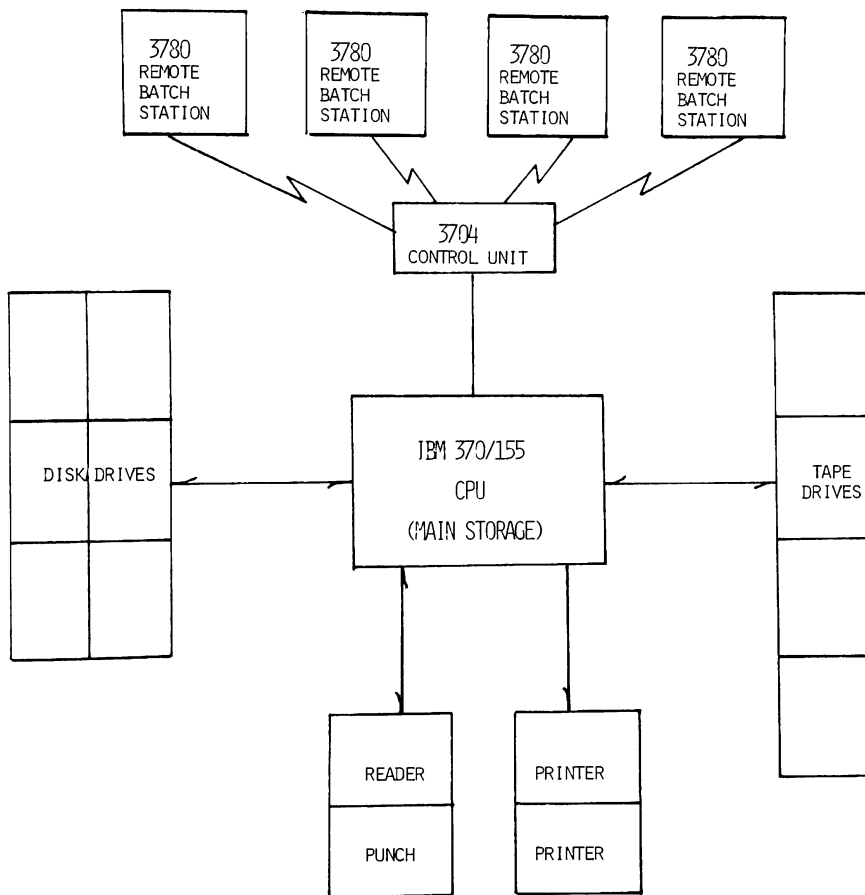 3780
REMOTE
BATCH
STATION
3780
REMOTE
BATCH
STATION
3780
REMOTE
BATCH
STATION
3780
REMOTE
BATCH
STATION
3704
CONTROL UNIT
DISK DRIVES
IBM 370/155
CPU
(MAIN STORAGE)
TAPE
DRIVES
READER
PUNCH
PRINTER
PRINTER